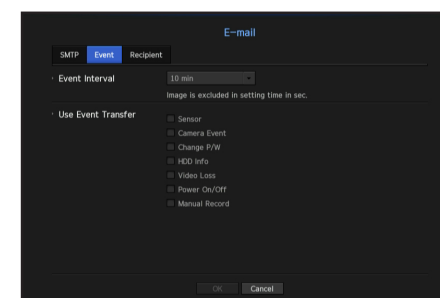 E-mail
SMTP Event Recipient
Event Interval 10 min
Image is excluded in setting time in sec.
Use Event Transfer Sensor
Camera Event
Change P/W
HDD Info
Video Loss
Power On/Off
Manual Record
OK Cancel